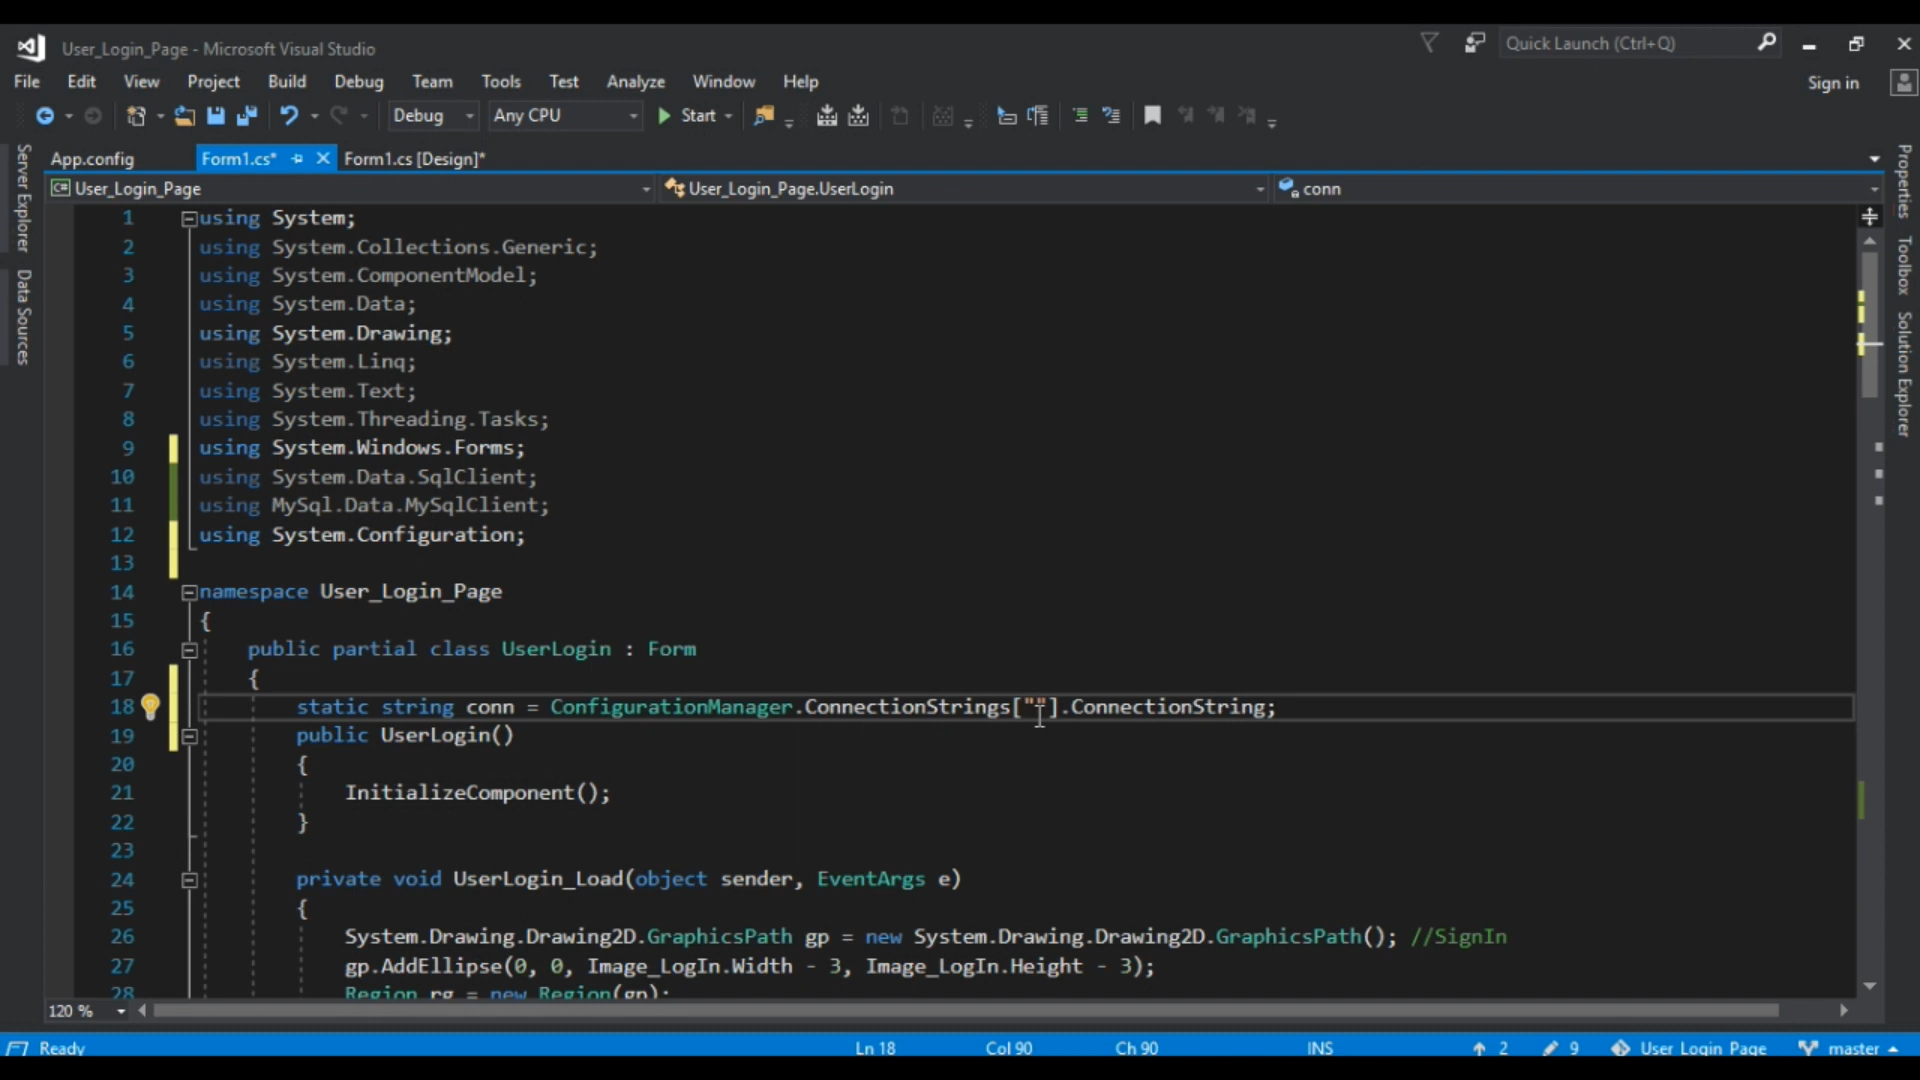 User_Login_Page - Microsoft Visual Studio
Quick Launch (Ctrl+Q)
File Edit View Project Build Debug Team Tools Test Analyze Window Help
Sign in
Debug Any CPU Start
App.config Form1.cs* Form1.cs [Design]*
User_Login_Page User_Login_Page.UserLogin conn
Server Explorer
Data Sources
Properties
Toolbox
Solution Explorer
1 using System;
2 using System.Collections.Generic;
3 using System.ComponentModel;
4 using System.Data;
5 using System.Drawing;
6 using System.Linq;
7 using System.Text;
8 using System.Threading.Tasks;
9 using System.Windows.Forms;
10 using System.Data.SqlClient;
11 using MySql.Data.MySqlClient;
12 using System.Configuration;
13
14 namespace User_Login_Page
15 {
16 public partial class UserLogin : Form
17 {
18 static string conn = ConfigurationManager.ConnectionStrings[""].ConnectionString;
19 public UserLogin()
20 {
21 InitializeComponent();
22 }
23
24 private void UserLogin_Load(object sender, EventArgs e)
25 {
26 System.Drawing.Drawing2D.GraphicsPath gp = new System.Drawing.Drawing2D.GraphicsPath(); //SignIn
27 gp.AddEllipse(0, 0, Image_LogIn.Width - 3, Image_LogIn.Height - 3);
28 Region rg = new Region(gp);
120 %
Ready Ln 18 Col 90 Ch 90 INS 2 9 User_Login_Page master